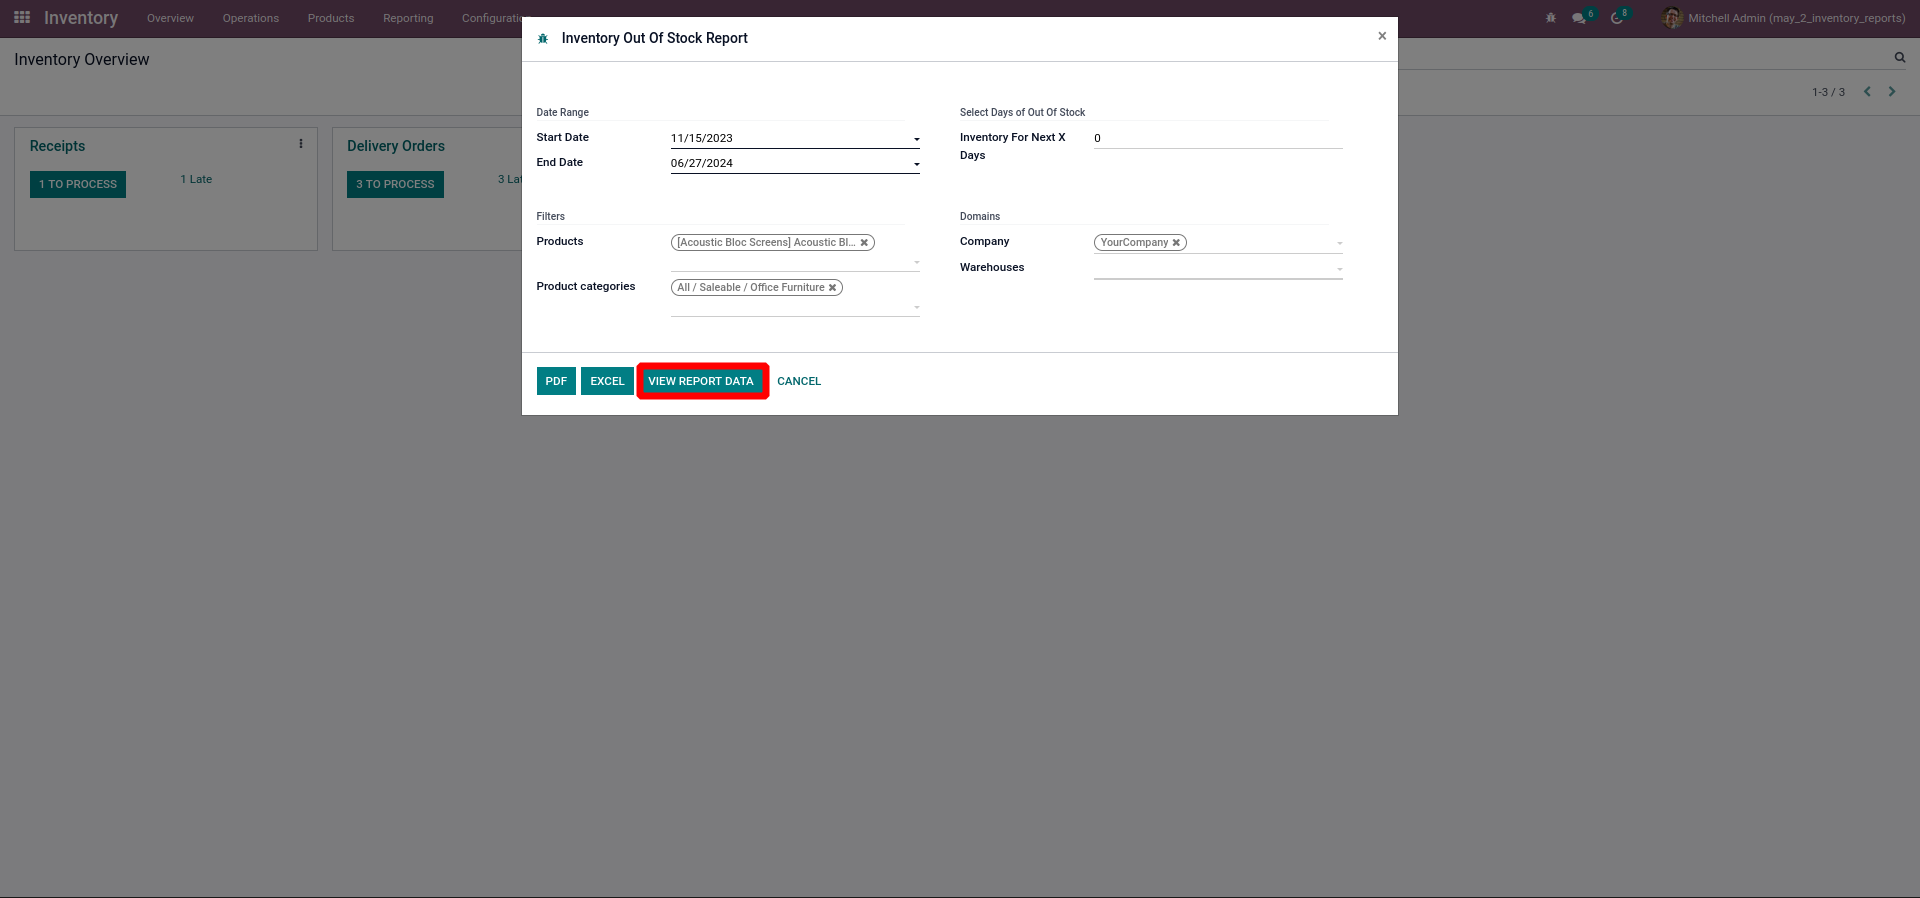 Inventory Overview Operations Products Reporting Configuratio
6 8 Mitchell Admin (may_2_inventory_reports)
Inventory Overview
1-3 / 3
Receipts
1 TO PROCESS 1 Late
Delivery Orders
3 TO PROCESS 3 Lat
Inventory Out Of Stock Report ×
Date Range
Start Date 11/15/2023
End Date 06/27/2024
Select Days of Out Of Stock
Inventory For Next X 0
Days
Filters
Products [Acoustic Bloc Screens] Acoustic Bl...
Product categories All / Saleable / Office Furniture
Domains
Company YourCompany
Warehouses
PDF EXCEL VIEW REPORT DATA CANCEL